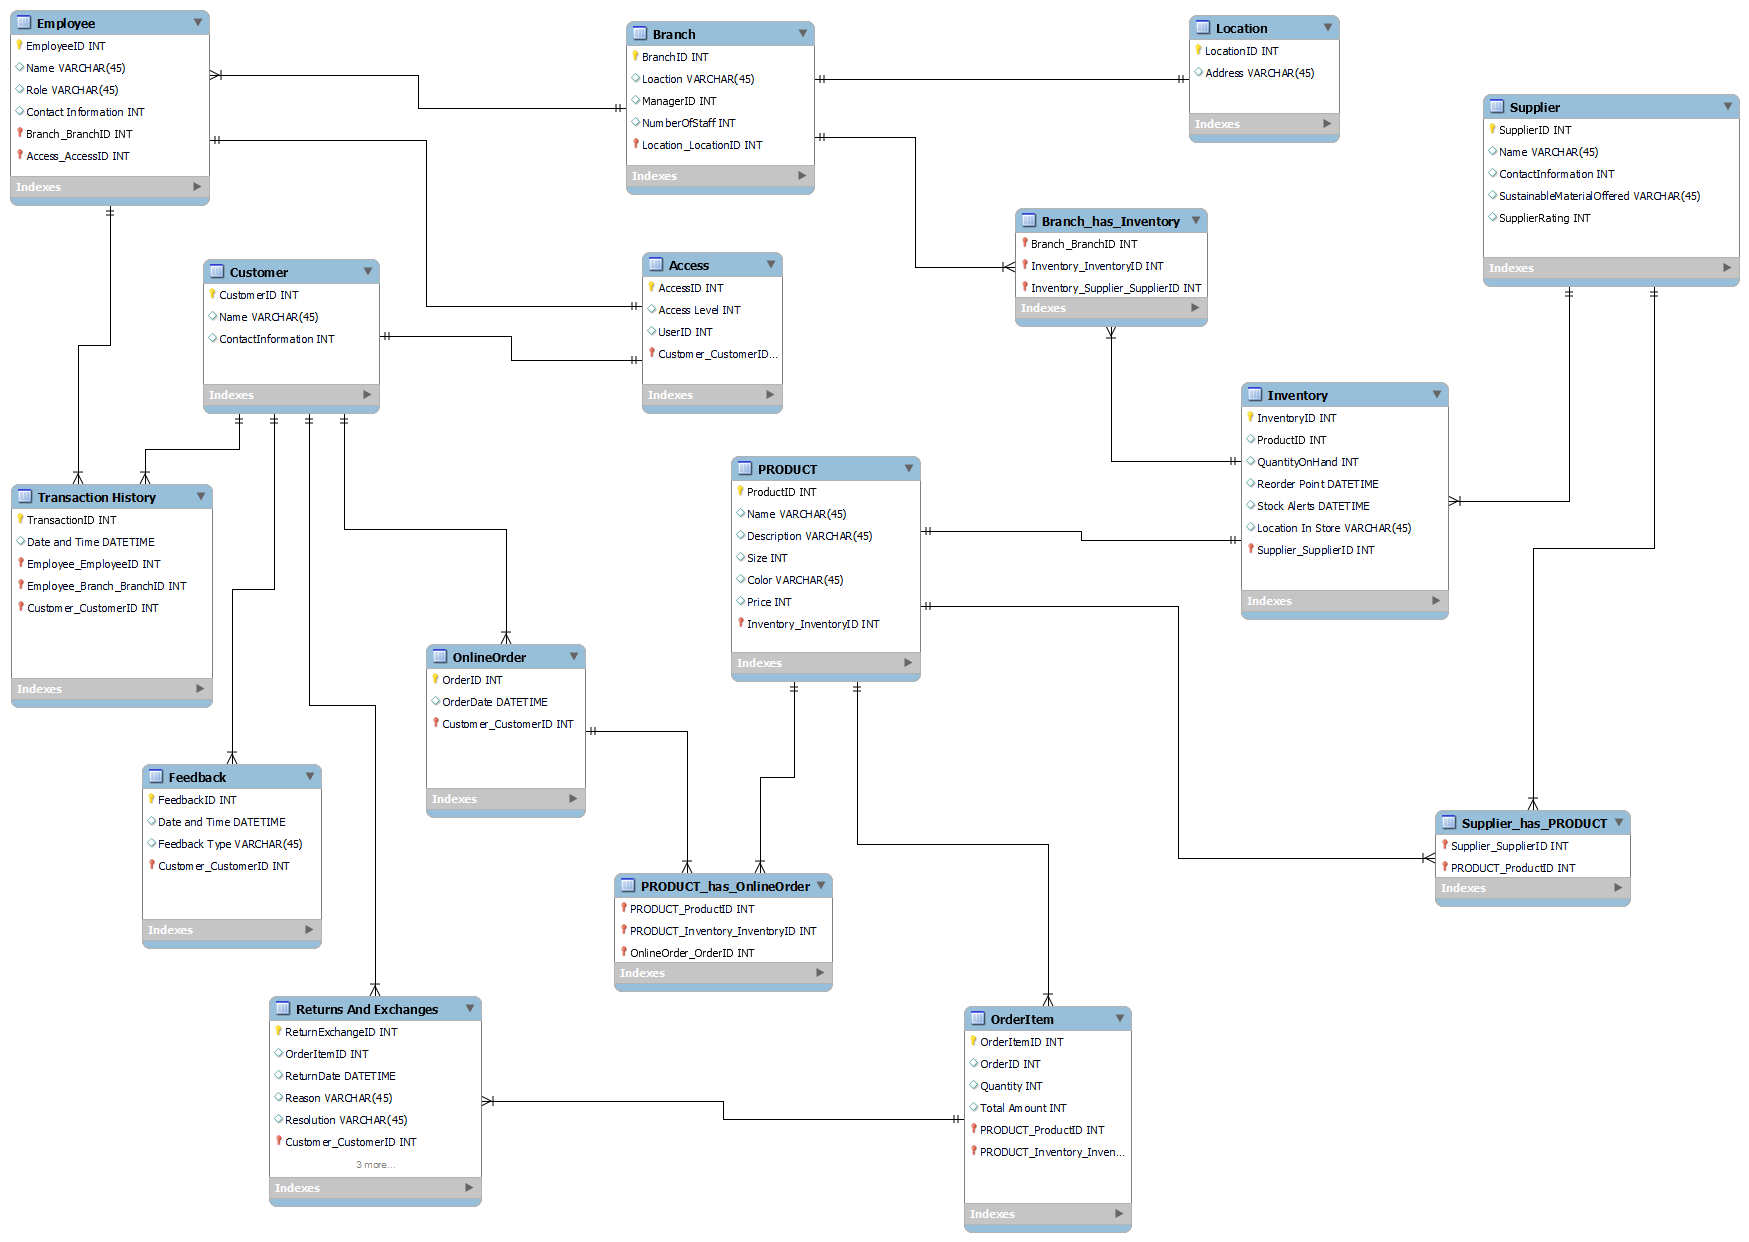 Employee
EmployeeID INT
Name VARCHAR(45)
Role VARCHAR(45)
Contact Information INT
Branch_BranchID INT
Access_AccessID INT
Indexes
Branch
BranchID INT
Loaction VARCHAR(45)
ManagerID INT
NumberOfStaff INT
Location_LocationID INT
Indexes
Location
LocationID INT
Address VARCHAR(45)
Indexes
Supplier
SupplierID INT
Name VARCHAR(45)
ContactInformation INT
SustainableMaterialOffered VARCHAR(45)
SupplierRating INT
Indexes
Branch_has_Inventory
Branch_BranchID INT
Inventory_InventoryID INT
Inventory_Supplier_SupplierID INT
Indexes
Customer
CustomerID INT
Name VARCHAR(45)
ContactInformation INT
Indexes
Access
AccessID INT
Access Level INT
UserID INT
Customer_CustomerID...
Indexes
Inventory
InventoryID INT
ProductID INT
QuantityOnHand INT
Reorder Point DATETIME
Stock Alerts DATETIME
Location In Store VARCHAR(45)
Supplier_SupplierID INT
Indexes
PRODUCT
ProductID INT
Name VARCHAR(45)
Description VARCHAR(45)
Size INT
Color VARCHAR(45)
Price INT
Inventory_InventoryID INT
Indexes
Transaction History
TransactionID INT
Date and Time DATETIME
Employee_EmployeeID INT
Employee_Branch_BranchID INT
Customer_CustomerID INT
Indexes
OnlineOrder
OrderID INT
OrderDate DATETIME
Customer_CustomerID INT
Indexes
Feedback
FeedbackID INT
Date and Time DATETIME
Feedback Type VARCHAR(45)
Customer_CustomerID INT
Indexes
PRODUCT_has_OnlineOrder
PRODUCT_ProductID INT
PRODUCT_Inventory_InventoryID INT
OnlineOrder_OrderID INT
Indexes
Supplier_has_PRODUCT
Supplier_SupplierID INT
PRODUCT_ProductID INT
Indexes
Returns And Exchanges
ReturnExchangeID INT
OrderItemID INT
ReturnDate DATETIME
Reason VARCHAR(45)
Resolution VARCHAR(45)
Customer_CustomerID INT
3 more...
Indexes
OrderItem
OrderItemID INT
OrderID INT
Quantity INT
Total Amount INT
PRODUCT_ProductID INT
PRODUCT_Inventory_Inven...
Indexes